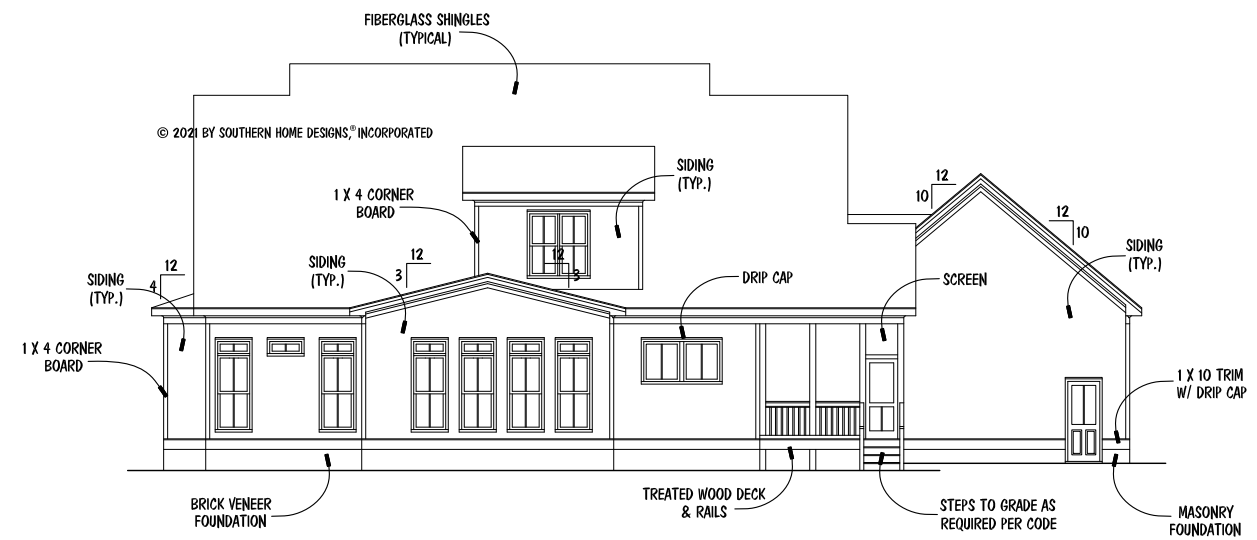 FIBERGLASS SHINGLES
(TYPICAL)
© 2021 BY SOUTHERN HOME DESIGNS,® INCORPORATED
SIDING
(TYP.)
1 X 4 CORNER
BOARD
12
10
12
10
SIDING
(TYP.)
12
4
SIDING
(TYP.)
12
3
12
3
SIDING
(TYP.)
DRIP CAP
SCREEN
1 X 4 CORNER
BOARD
1 X 10 TRIM
W/ DRIP CAP
BRICK VENEER
FOUNDATION
TREATED WOOD DECK
& RAILS
STEPS TO GRADE AS
REQUIRED PER CODE
MASONRY
FOUNDATION